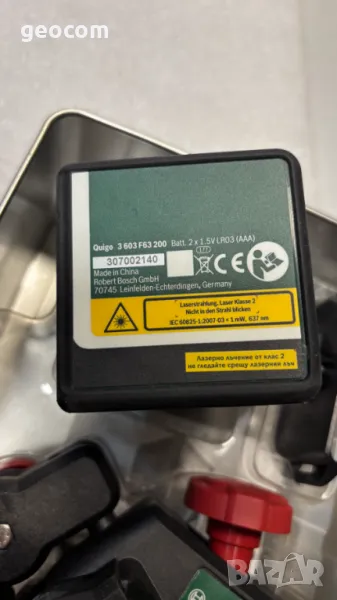 geocom
Quigo 3 603 F63 200 Batt. 2 x 1.5V LR03 (AAA)
307002140
Made in China
Robert Bosch GmbH
70745 Leinfelden-Echterdingen, Germany
Laserstrahlung, Laser Klasse 2
Nicht in den Strahl blicken
IEC 60825-1:2007-03 < 1 mW, 637 nm
Лазерно лъчение от клас 2
не гледайте срещу лазерния лъч
BAZAR